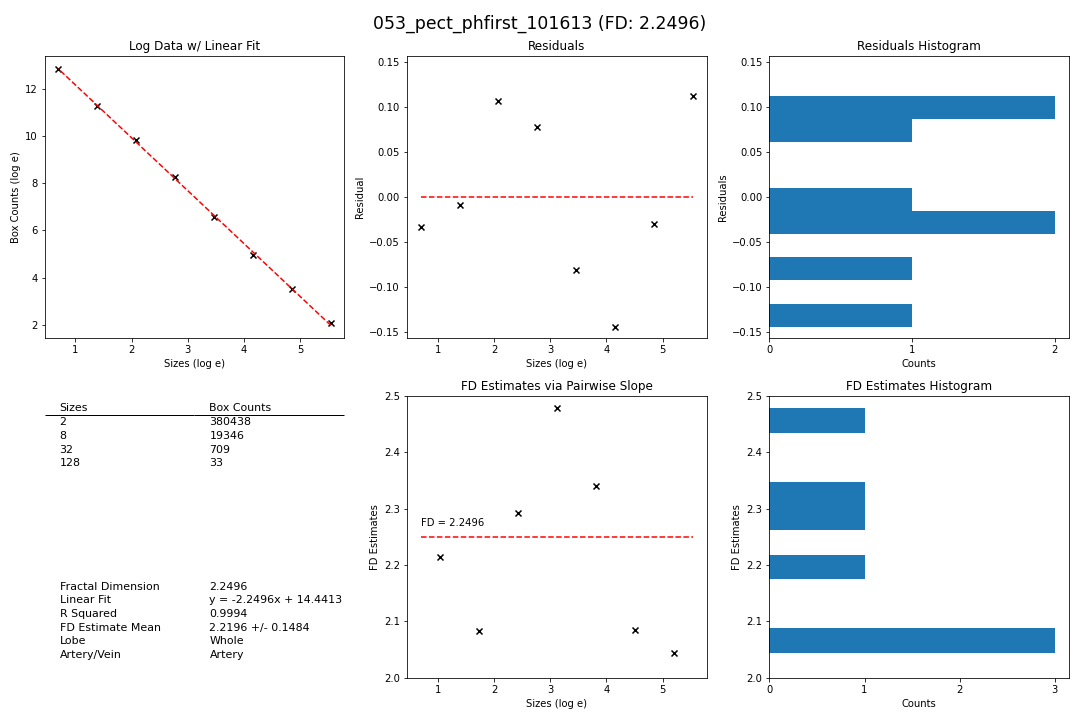 053_pect_phfirst_101613 (FD: 2.2496)
Log Data w/ Linear Fit
Box Counts (log e)
12
10
8
6
4
2
1
2
3
4
5
Sizes (log e)
Residuals
Residual
0.15
0.10
0.05
0.00
−0.05
−0.10
−0.15
1
2
3
4
5
Sizes (log e)
Residuals Histogram
Residuals
0.15
0.10
0.05
0.00
−0.05
−0.10
−0.15
0
1
2
Counts
Sizes Box Counts
2 380438
8 19346
32 709
128 33
Fractal Dimension 2.2496
Linear Fit y = -2.2496x + 14.4413
R Squared 0.9994
FD Estimate Mean 2.2196 +/- 0.1484
Lobe Whole
Artery/Vein Artery
FD Estimates via Pairwise Slope
FD Estimates
2.5
2.4
2.3
2.2
2.1
2.0
FD = 2.2496
1
2
3
4
5
Sizes (log e)
FD Estimates Histogram
FD Estimates
2.5
2.4
2.3
2.2
2.1
2.0
0
1
2
3
Counts